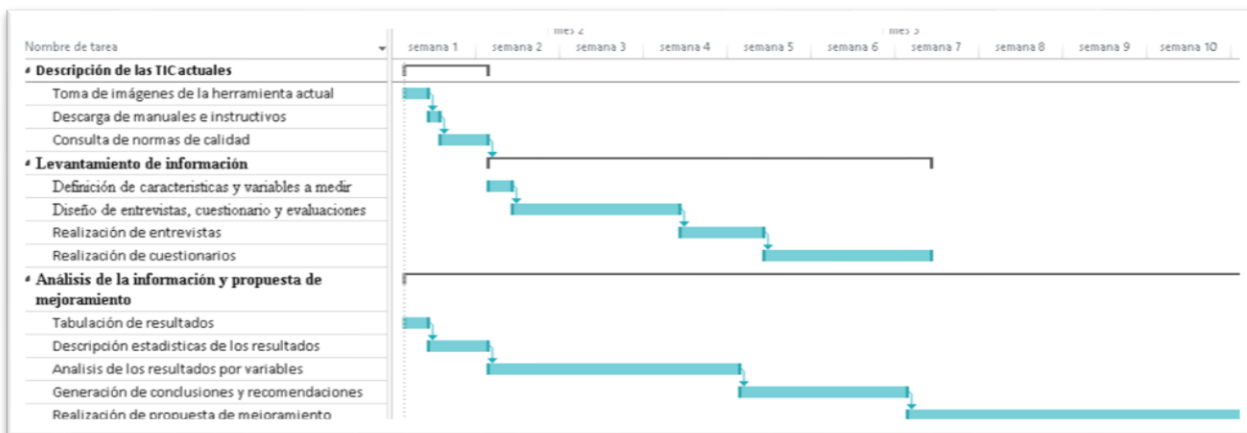 mes 2 mes 3
Nombre de tarea semana 1 semana 2 semana 3 semana 4 semana 5 semana 6 semana 7 semana 8 semana 9 semana 10
Descripción de las TIC actuales
Toma de imágenes de la herramienta actual
Descarga de manuales e instructivos
Consulta de normas de calidad
Levantamiento de información
Definición de caracteristicas y variables a medir
Diseño de entrevistas, cuestionario y evaluaciones
Realización de entrevistas
Realización de cuestionarios
Análisis de la información y propuesta de
mejoramiento
Tabulación de resultados
Descripción estadisticas de los resultados
Analisis de los resultados por variables
Generación de conclusiones y recomendaciones
Realización de propuesta de mejoramiento